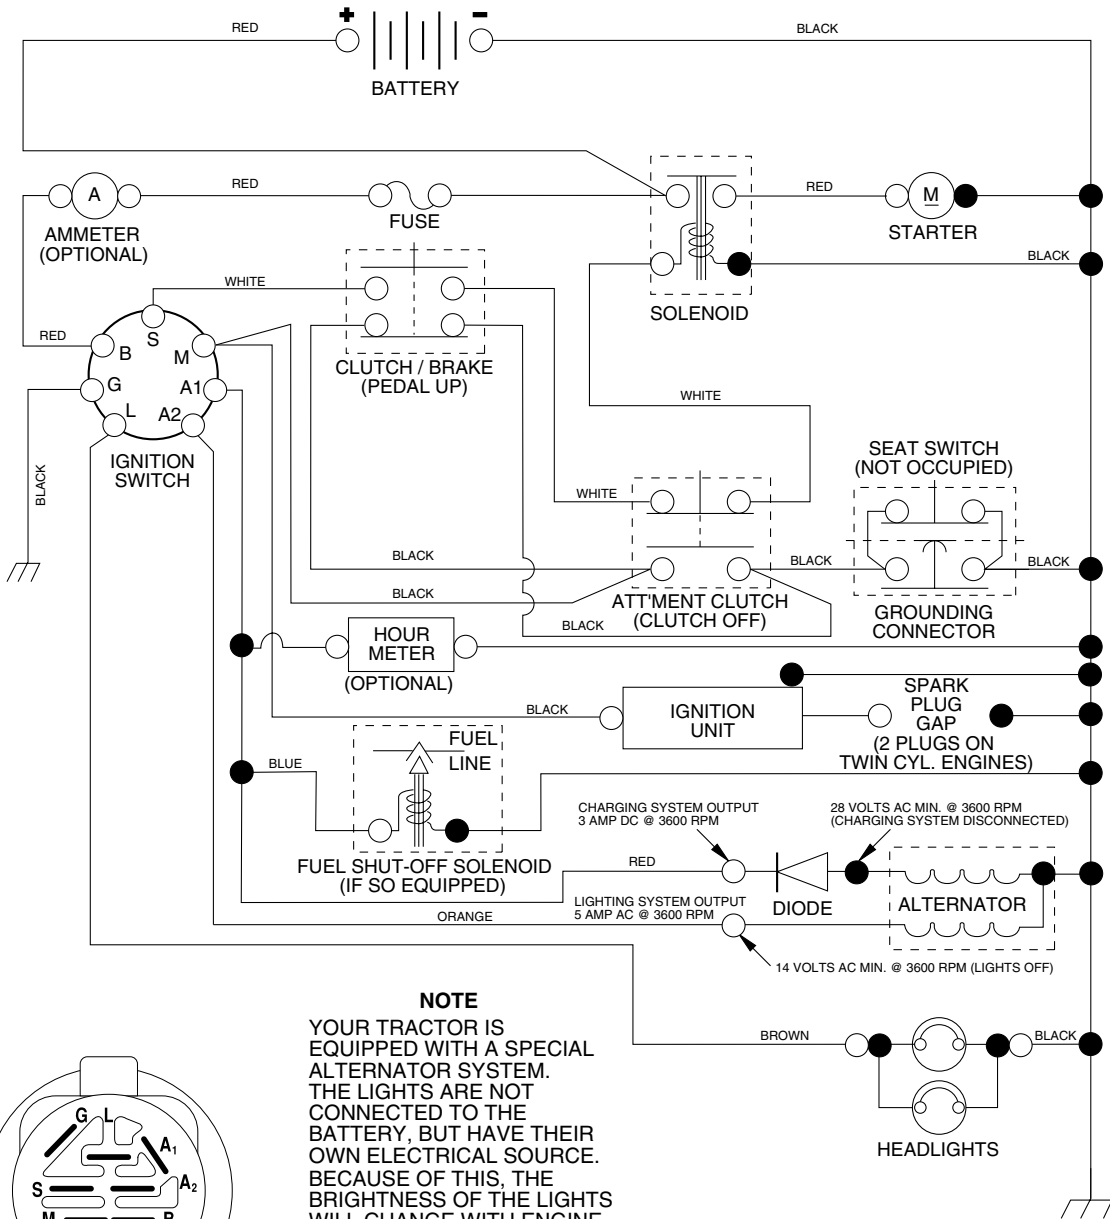 + -
RED
BLACK
BATTERY
A
RED
FUSE
RED
M
STARTER
AMMETER
(OPTIONAL)
BLACK
WHITE
SOLENOID
RED
S
B
M
G
A1
L
A2
CLUTCH / BRAKE
(PEDAL UP)
WHITE
IGNITION
SWITCH
BLACK
SEAT SWITCH
(NOT OCCUPIED)
WHITE
BLACK
BLACK
BLACK
BLACK
ATT'MENT CLUTCH
(CLUTCH OFF)
GROUNDING
CONNECTOR
BLACK
HOUR
METER
(OPTIONAL)
BLACK
IGNITION
UNIT
SPARK
PLUG
GAP
(2 PLUGS ON
TWIN CYL. ENGINES)
FUEL
LINE
BLUE
FUEL SHUT-OFF SOLENOID
(IF SO EQUIPPED)
CHARGING SYSTEM OUTPUT
3 AMP DC @ 3600 RPM
28 VOLTS AC MIN. @ 3600 RPM
(CHARGING SYSTEM DISCONNECTED)
RED
DIODE
ALTERNATOR
LIGHTING SYSTEM OUTPUT
5 AMP AC @ 3600 RPM
ORANGE
14 VOLTS AC MIN. @ 3600 RPM (LIGHTS OFF)
BROWN
BLACK
HEADLIGHTS
NOTE
YOUR TRACTOR IS
EQUIPPED WITH A SPECIAL
ALTERNATOR SYSTEM.
THE LIGHTS ARE NOT
CONNECTED TO THE
BATTERY, BUT HAVE THEIR
OWN ELECTRICAL SOURCE.
BECAUSE OF THIS, THE
BRIGHTNESS OF THE LIGHTS
WILL CHANGE WITH ENGINE
G L
A1
S
A2
M
B